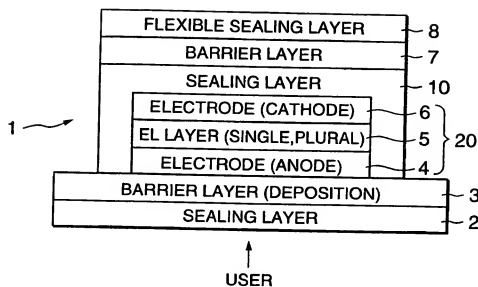 FLEXIBLE SEALING LAYER 8
BARRIER LAYER 7
SEALING LAYER 10
ELECTRODE (CATHODE) 6
1 EL LAYER (SINGLE,PLURAL) 5 20
ELECTRODE (ANODE) 4
BARRIER LAYER (DEPOSITION) 3
SEALING LAYER 2
USER